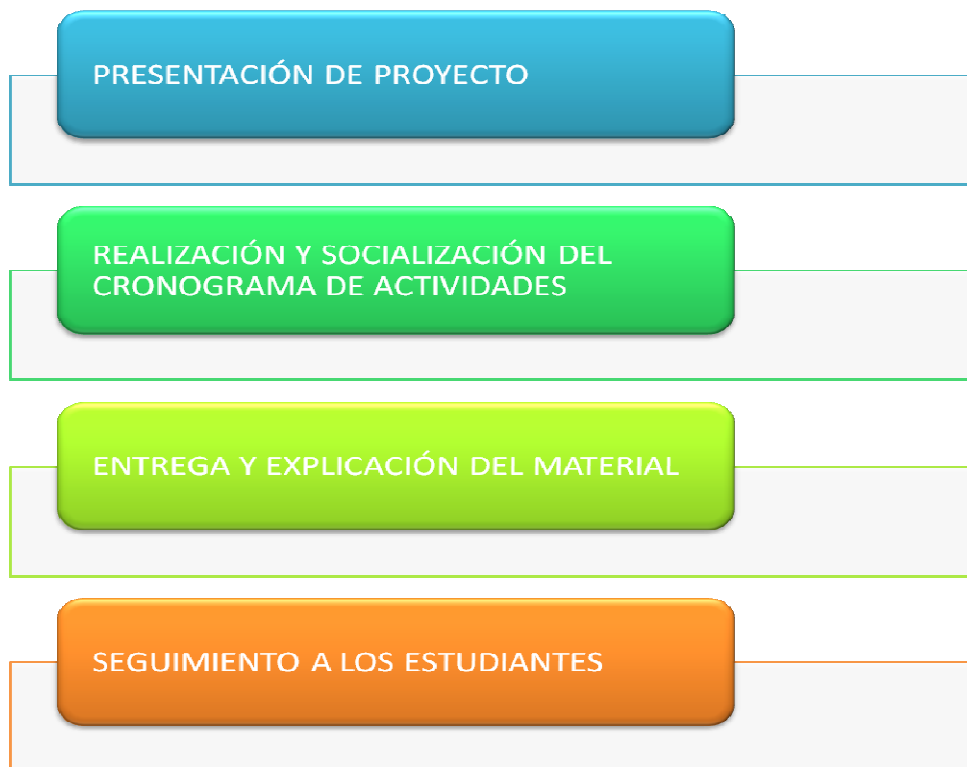 PRESENTACIÓN DE PROYECTO
REALIZACIÓN Y SOCIALIZACIÓN DEL
CRONOGRAMA DE ACTIVIDADES
ENTREGA Y EXPLICACIÓN DEL MATERIAL
SEGUIMIENTO A LOS ESTUDIANTES